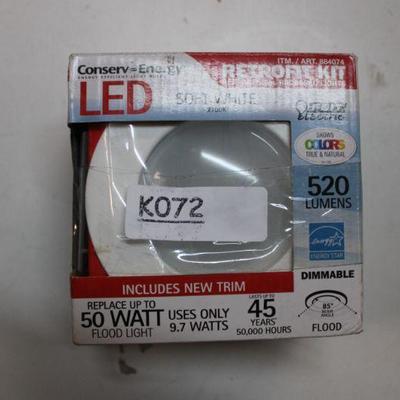 ITM. / ART. 884074
Conserv Energy
RETROFIT KIT
LED
SOFT WHITE
ELECTRIC
SHOWS
COLORS
TRUE & NATURAL
K072
520
LUMENS
ENERGY STAR
DIMMABLE
INCLUDES NEW TRIM
REPLACE UP TO
50 WATT
FLOOD LIGHT
USES ONLY
9.7 WATTS
LASTS UP TO
45
YEARS
50,000 HOURS
85°
BEAM
ANGLE
FLOOD